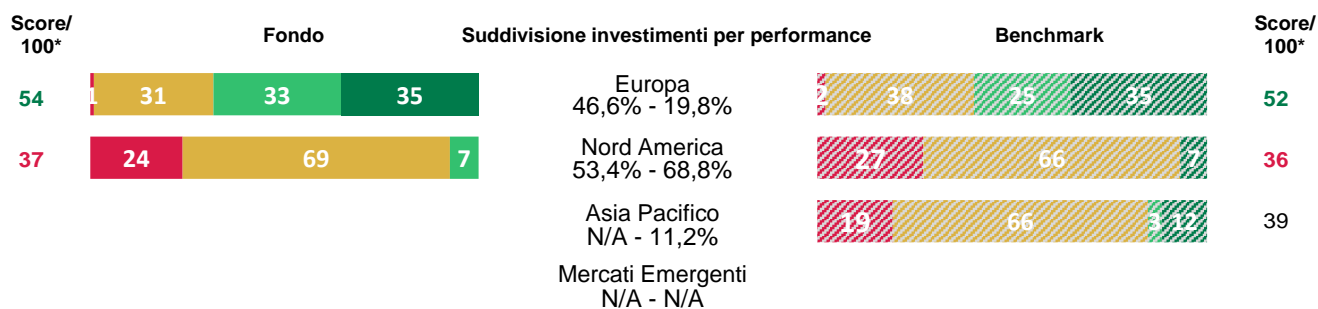 Score/
100*
Fondo
Suddivisione investimenti per performance
Benchmark
Score/
100*
54
1 31 33 35
Europa
46,6% - 19,8%
2 38 25 35
52
37
24 69 7
Nord America
53,4% - 68,8%
27 66 7
36
Asia Pacifico
N/A - 11,2%
19 66 3 12
39
Mercati Emergenti
N/A - N/A